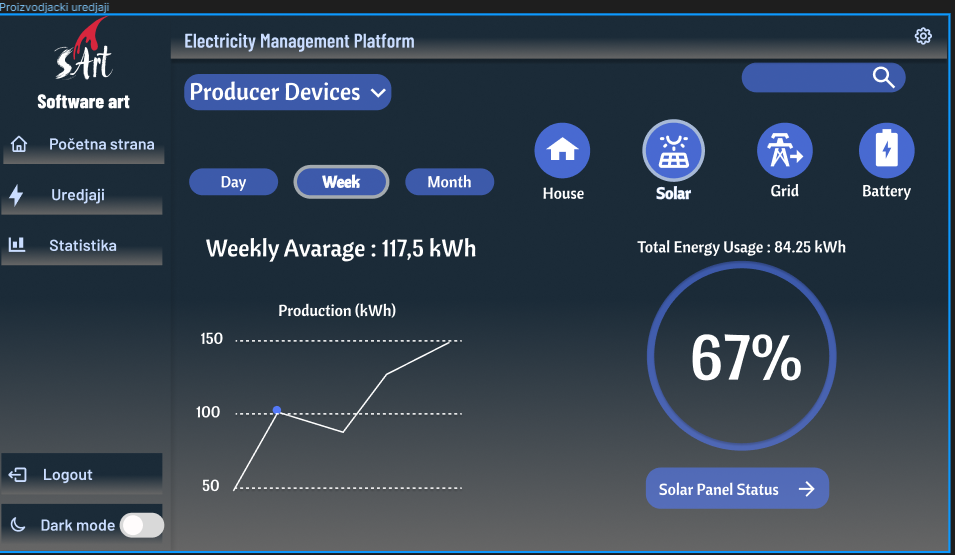 Proizvodjacki uredjaji
sArt
Software art
Electricity Management Platform
Producer Devices
Početna strana
Uredjaji
Statistika
Day
Week
Month
House
Solar
Grid
Battery
Weekly Avarage : 117,5 kWh
Total Energy Usage : 84.25 kWh
Production (kWh)
150
100
50
67%
Solar Panel Status
Logout
Dark mode